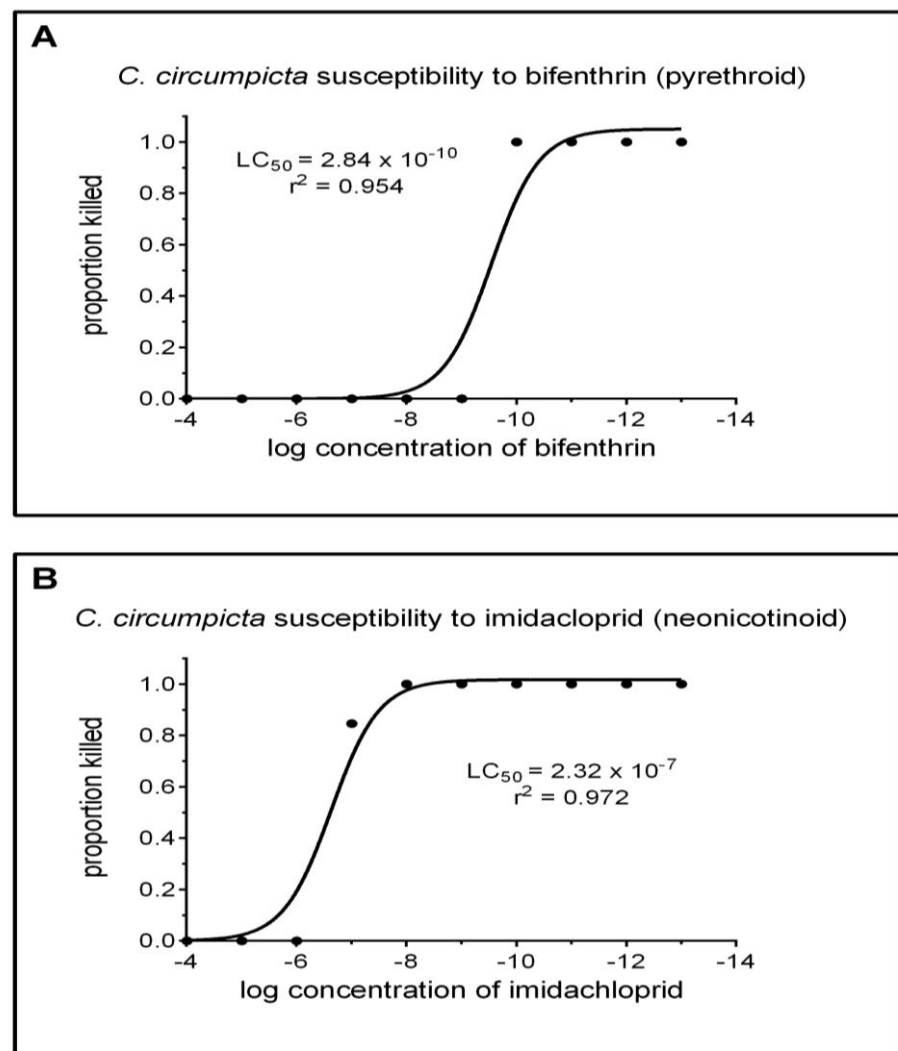 A
C. circumpicta susceptibility to bifenthrin (pyrethroid)
1.0
LC50 = 2.84 x 10-10
r2 = 0.954
0.8
0.6
0.4
0.2
0.0
proportion killed
-4 -6 -8 -10 -12 -14
log concentration of bifenthrin
B
C. circumpicta susceptibility to imidacloprid (neonicotinoid)
1.0
0.8
LC50 = 2.32 x 10-7
r2 = 0.972
0.6
0.4
0.2
0.0
proportion killed
-4 -6 -8 -10 -12 -14
log concentration of imidachloprid